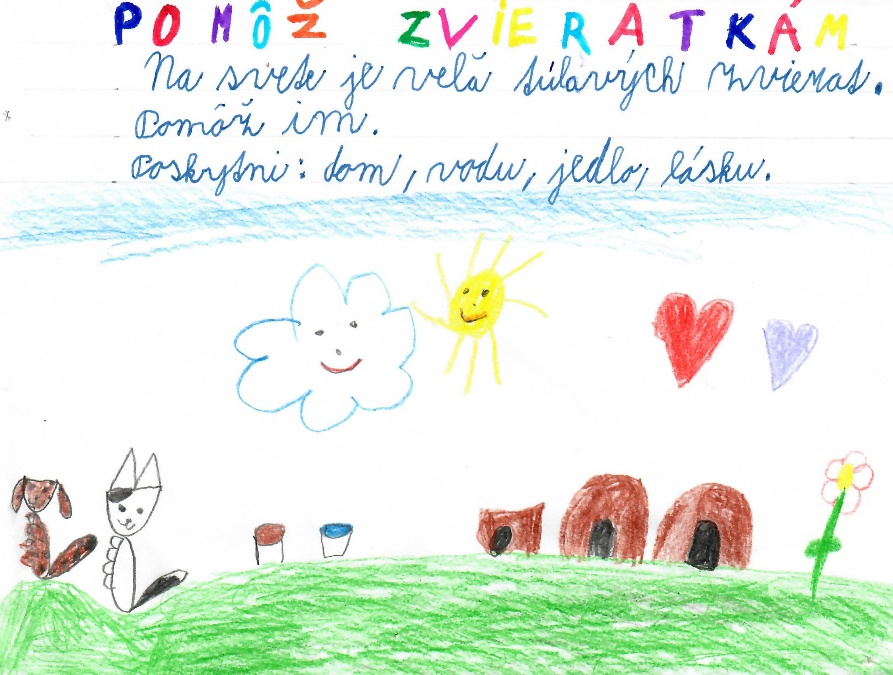 POMÔŽ ZVIERATKÁM
Na svete je veľa túlavých zvierat.
Pomôž im.
Poskytni: dom, vodu, jedlo, lásku.